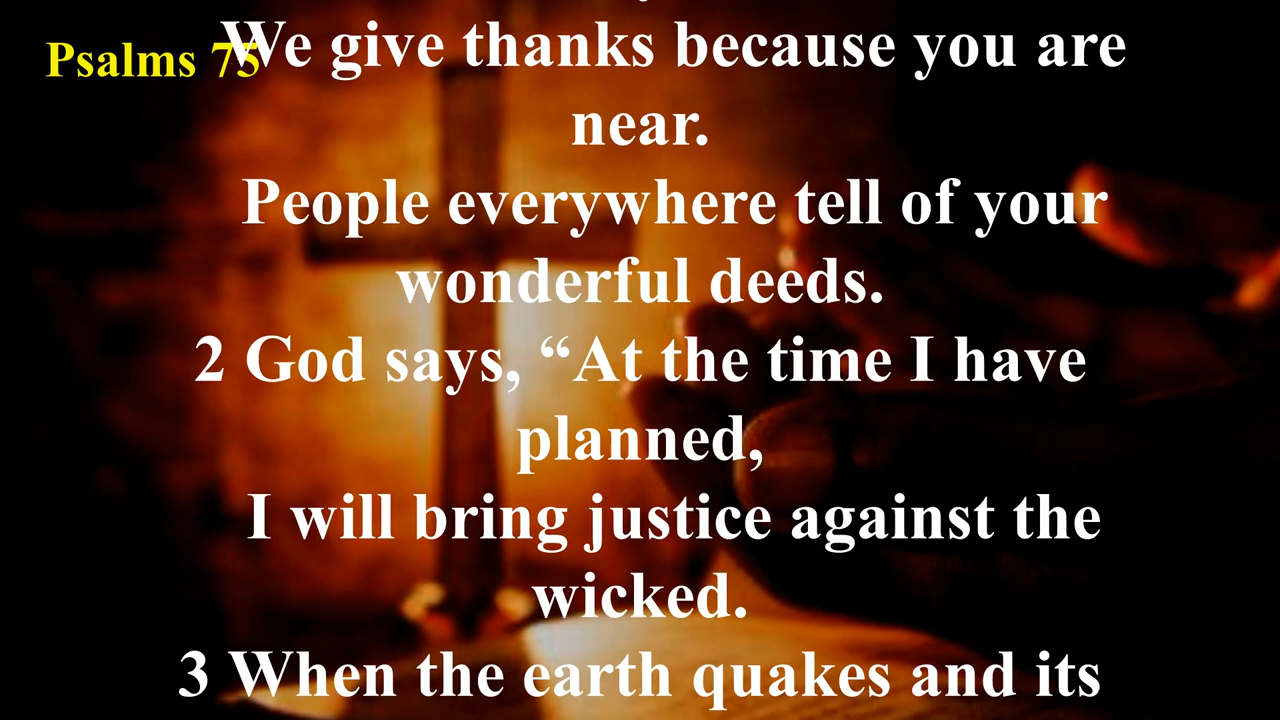 Psalms 75
We give thanks because you are
near.
People everywhere tell of your
wonderful deeds.
2 God says, “At the time I have
planned,
I will bring justice against the
wicked.
3 When the earth quakes and its